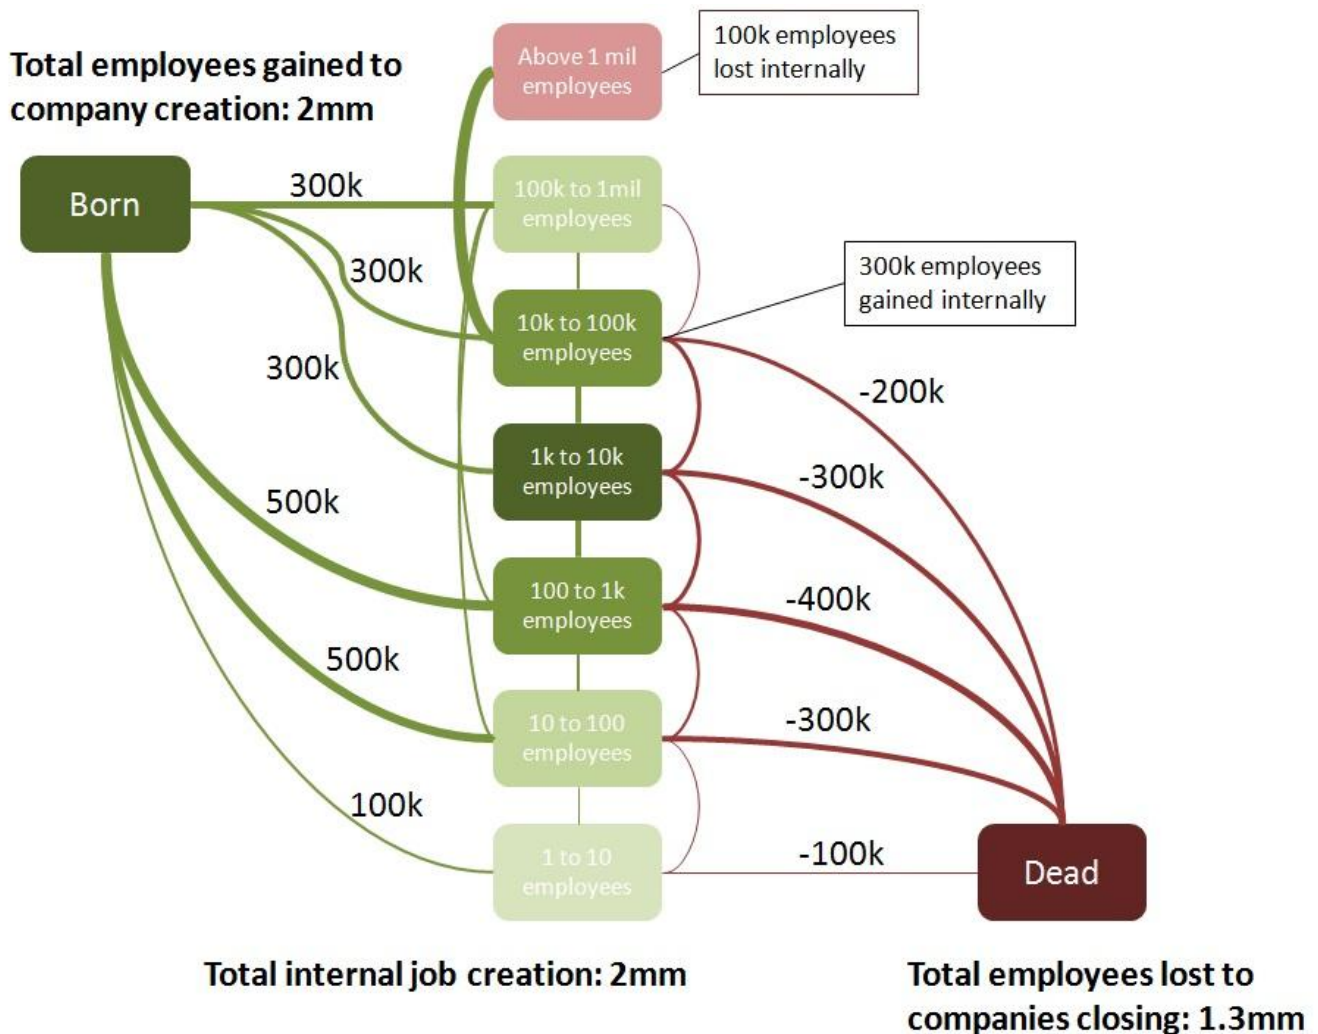 Total employees gained to
company creation: 2mm
Above 1 mil
employees
100k employees
lost internally
Born
300k
100k to 1mil
employees
300k
10k to 100k
employees
300k employees
gained internally
300k
-200k
1k to 10k
employees
-300k
500k
100 to 1k
employees
-400k
500k
10 to 100
employees
-300k
100k
1 to 10
employees
-100k
Dead
Total internal job creation: 2mm
Total employees lost to
companies closing: 1.3mm